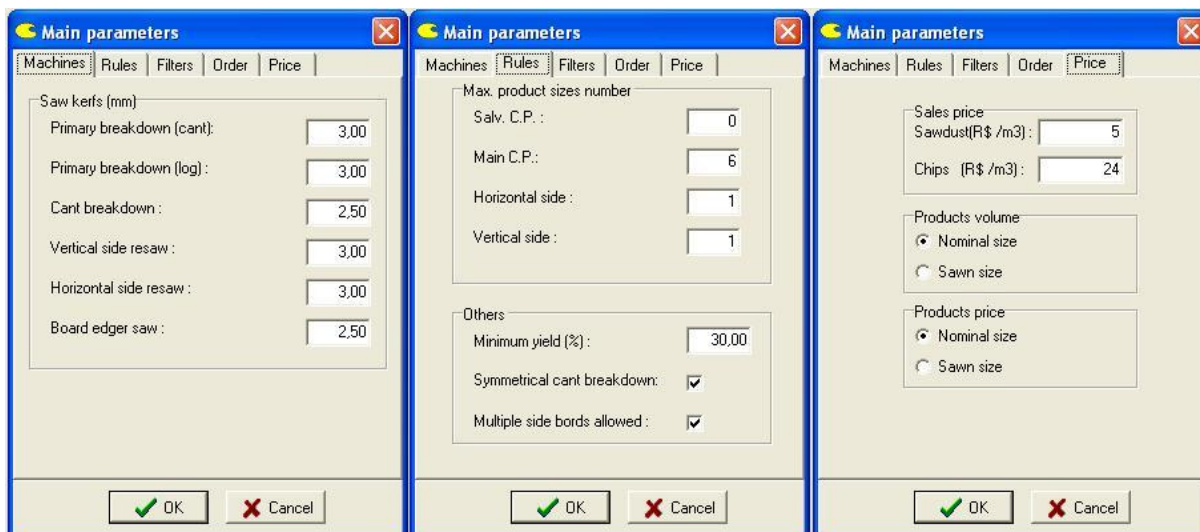 Main parameters
Machines Rules Filters Order Price
Saw kerfs (mm)
Primary breakdown (cant): 3,00
Primary breakdown (log) : 3,00
Cant breakdown : 2,50
Vertical side resaw : 3,00
Horizontal side resaw : 3,00
Board edger saw : 2,50
OK Cancel
Main parameters
Machines Rules Filters Order Price
Max. product sizes number
Salv. C.P. : 0
Main C.P.: 6
Horizontal side : 1
Vertical side : 1
Others
Minimum yield (%) : 30,00
Symmetrical cant breakdown:
Multiple side bords allowed :
OK Cancel
Main parameters
Machines Rules Filters Order Price
Sales price
Sawdust(R$ /m3) : 5
Chips (R$ /m3) : 24
Products volume
Nominal size
Sawn size
Products price
Nominal size
Sawn size
OK Cancel